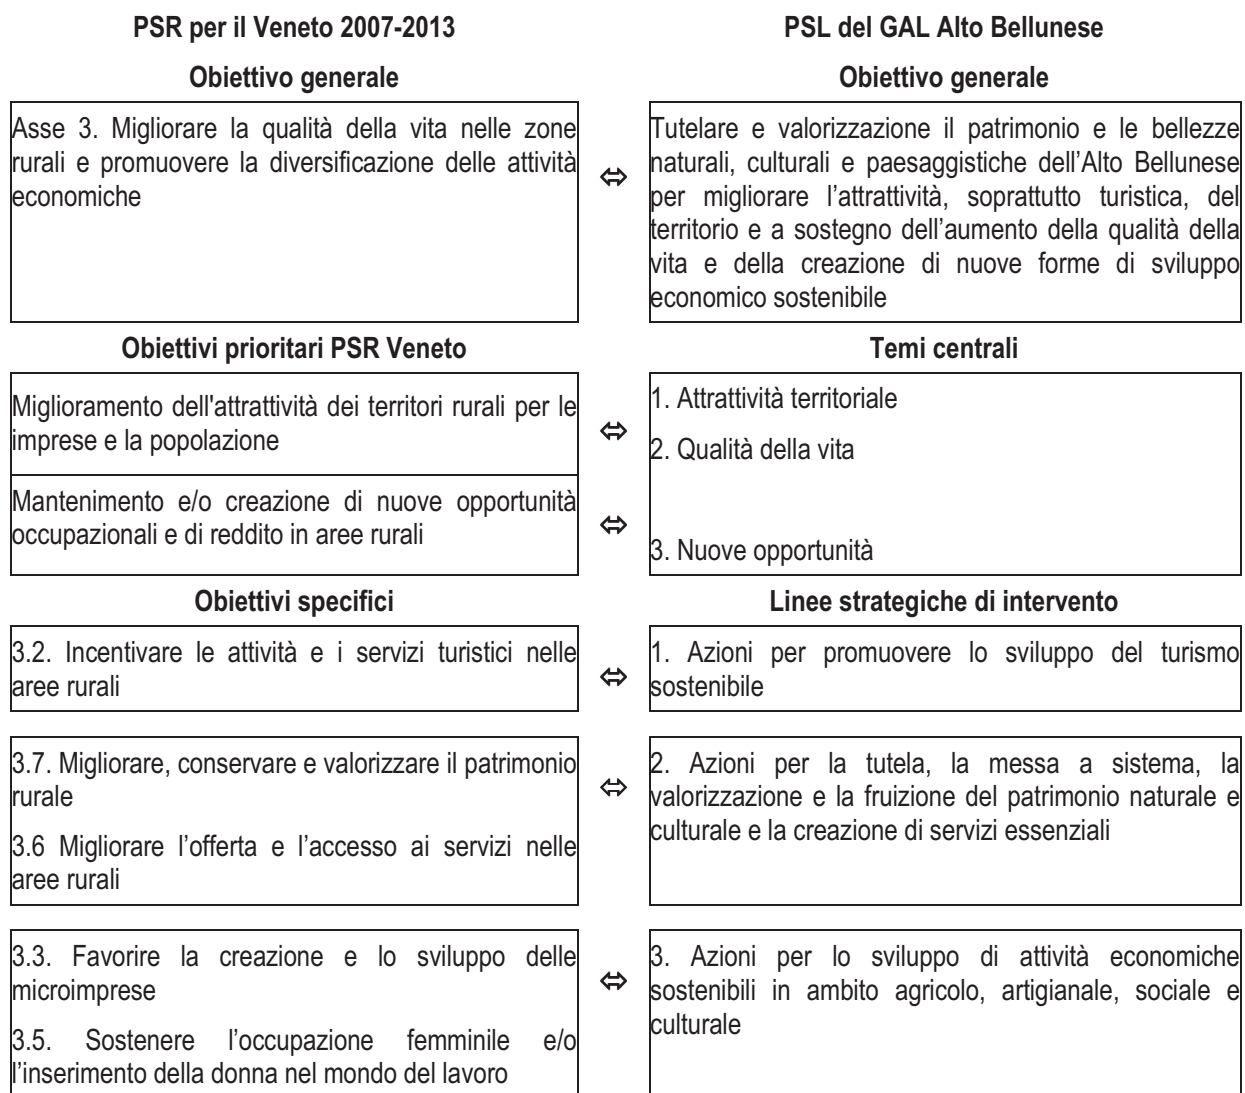 PSR per il Veneto 2007-2013
PSL del GAL Alto Bellunese
Obiettivo generale
Obiettivo generale
Asse 3. Migliorare la qualità della vita nelle zone
rurali e promuovere la diversificazione delle attività
economiche
⇔
Tutelare e valorizzazione il patrimonio e le bellezze
naturali, culturali e paesaggistiche dell’Alto Bellunese
per migliorare l’attrattività, soprattutto turistica, del
territorio e a sostegno dell’aumento della qualità della
vita e della creazione di nuove forme di sviluppo
economico sostenibile
Obiettivi prioritari PSR Veneto
Temi centrali
Miglioramento dell'attrattività dei territori rurali per le
imprese e la popolazione
⇔
1. Attrattività territoriale
2. Qualità della vita
Mantenimento e/o creazione di nuove opportunità
occupazionali e di reddito in aree rurali
⇔
3. Nuove opportunità
Obiettivi specifici
Linee strategiche di intervento
3.2. Incentivare le attività e i servizi turistici nelle
aree rurali
⇔
1. Azioni per promuovere lo sviluppo del turismo
sostenibile
3.7. Migliorare, conservare e valorizzare il patrimonio
rurale
3.6 Migliorare l’offerta e l’accesso ai servizi nelle
aree rurali
⇔
2. Azioni per la tutela, la messa a sistema, la
valorizzazione e la fruizione del patrimonio naturale e
culturale e la creazione di servizi essenziali
3.3. Favorire la creazione e lo sviluppo delle
microimprese
3.5. Sostenere l’occupazione femminile e/o
l’inserimento della donna nel mondo del lavoro
⇔
3. Azioni per lo sviluppo di attività economiche
sostenibili in ambito agricolo, artigianale, sociale e
culturale